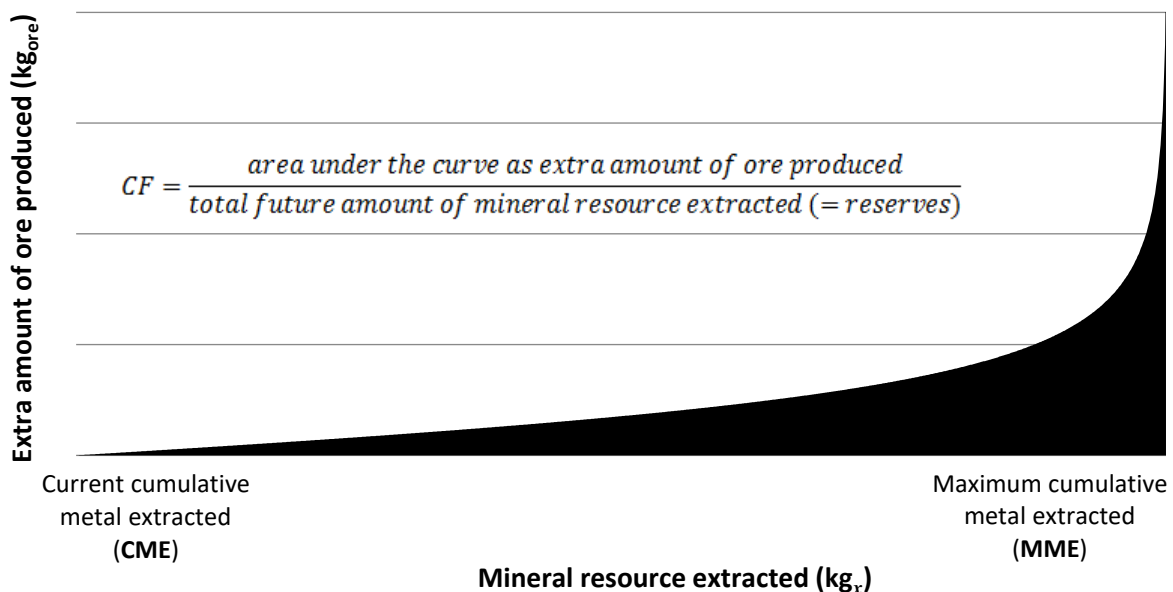 Extra amount of ore produced (kgore)
CF = area under the curve as extra amount of ore produced
total future amount of mineral resource extracted (= reserves)
Current cumulative
metal extracted
(CME)
Maximum cumulative
metal extracted
(MME)
Mineral resource extracted (kgx)